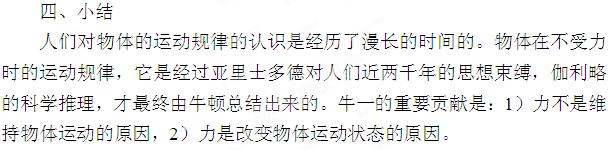 四、小结
人们对物体的运动规律的认识是经历了漫长的时间的。物体在不受力
时的运动规律，它是经过亚里士多德对人们近两千年的思想束缚，伽利略
的科学推理，才最终由牛顿总结出来的。牛一的重要贡献是：1）力不是维
持物体运动的原因，2）力是改变物体运动状态的原因。